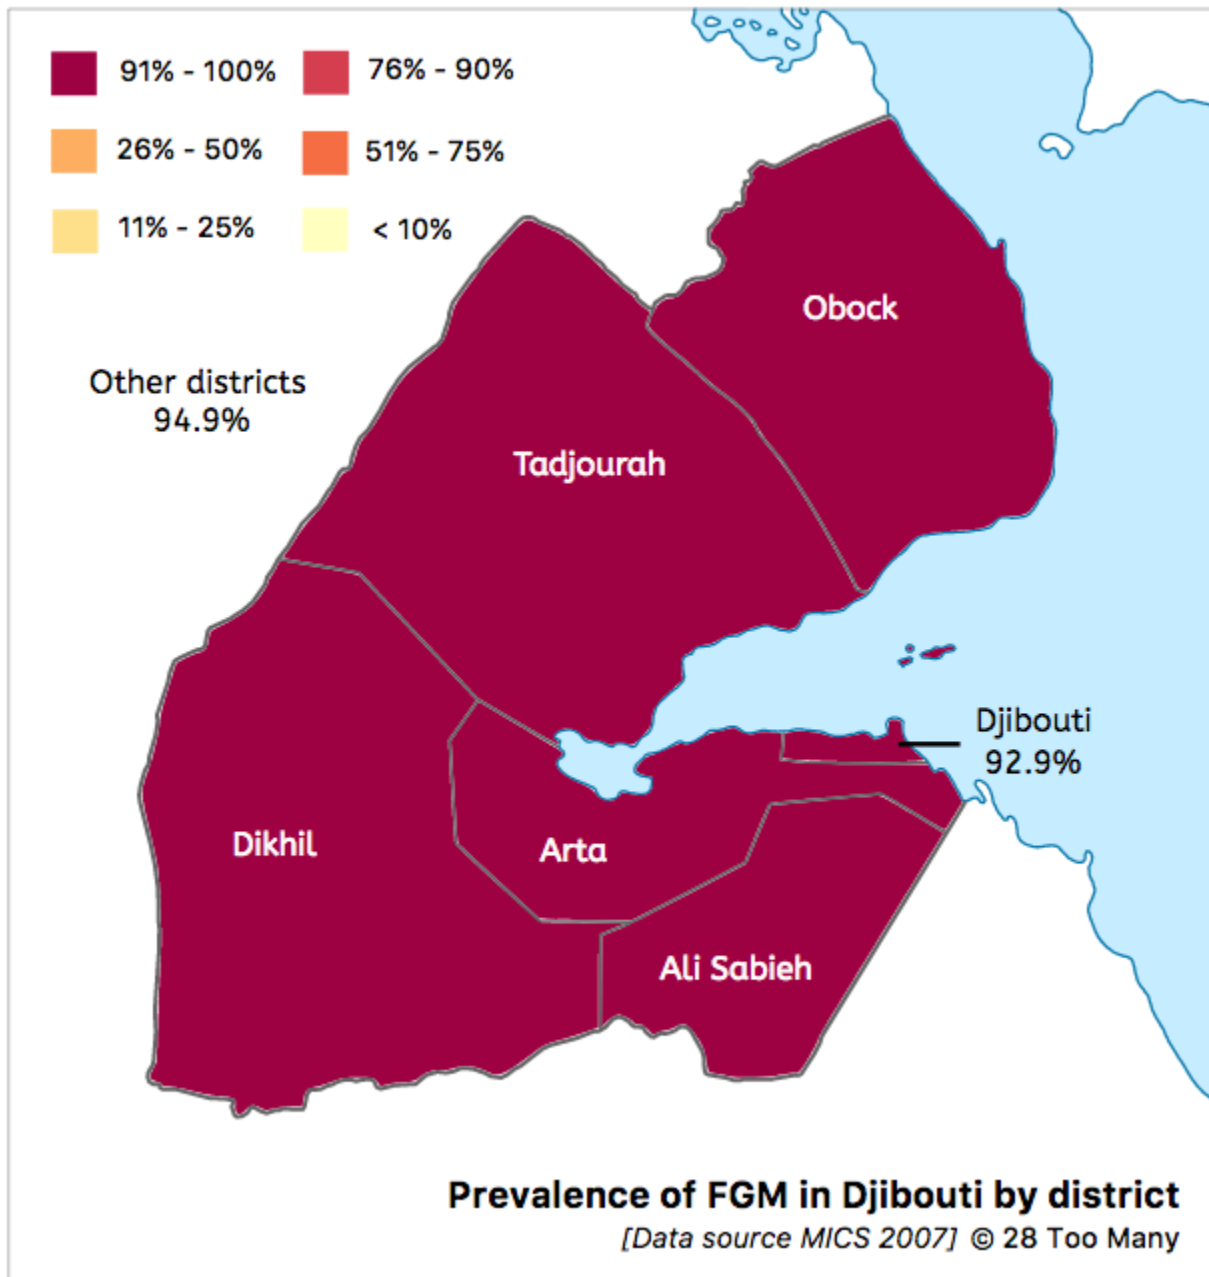 91% - 100%
76% - 90%
26% - 50%
51% - 75%
11% - 25%
< 10%
Obock
Other districts
94.9%
Tadjourah
Djibouti
92.9%
Dikhil
Arta
Ali Sabieh
Prevalence of FGM in Djibouti by district
[Data source MICS 2007] © 28 Too Many